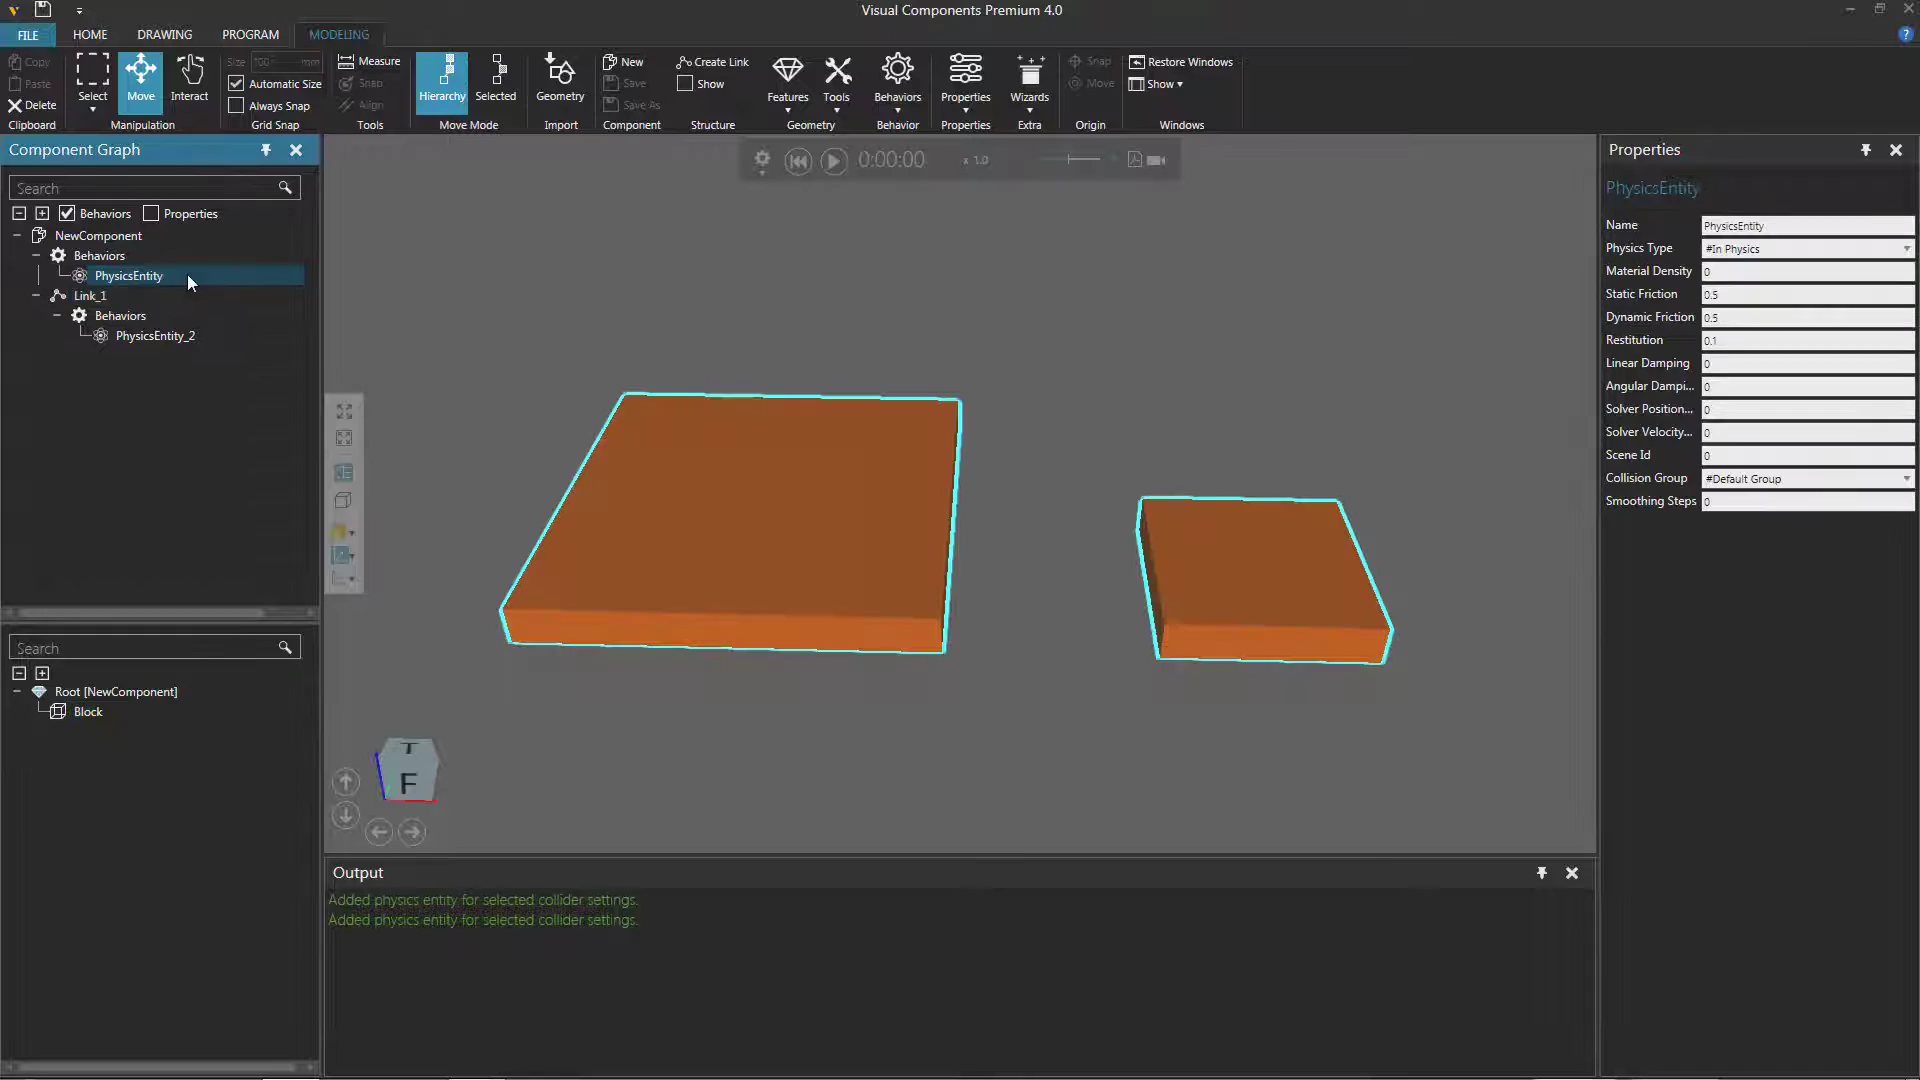 Visual Components Premium 4.0
FILE
HOME
DRAWING
PROGRAM
MODELING
Copy
Paste
Delete
Clipboard
Select
Move
Interact
Manipulation
Size
100
mm
Automatic Size
Always Snap
Grid Snap
Measure
Snap
Align
Tools
Hierarchy
Selected
Move Mode
Geometry
Import
New
Save
Save As
Component
Create Link
Show
Structure
Features
Tools
Geometry
Behaviors
Behavior
Properties
Properties
Wizards
Extra
Snap
Move
Origin
Restore Windows
Show
Windows
?
Component Graph
Search
Behaviors
Properties
NewComponent
Behaviors
PhysicsEntity
Link_1
Behaviors
PhysicsEntity_2
Search
Root [NewComponent]
Block
0:00:00
x 1.0
T
F
Output
Added physics entity for selected collider settings.
Added physics entity for selected collider settings.
Properties
PhysicsEntity
Name PhysicsEntity
Physics Type #In Physics
Material Density 0
Static Friction 0.5
Dynamic Friction 0.5
Restitution 0.1
Linear Damping 0
Angular Dampi... 0
Solver Position... 0
Solver Velocity... 0
Scene Id 0
Collision Group #Default Group
Smoothing Steps 0